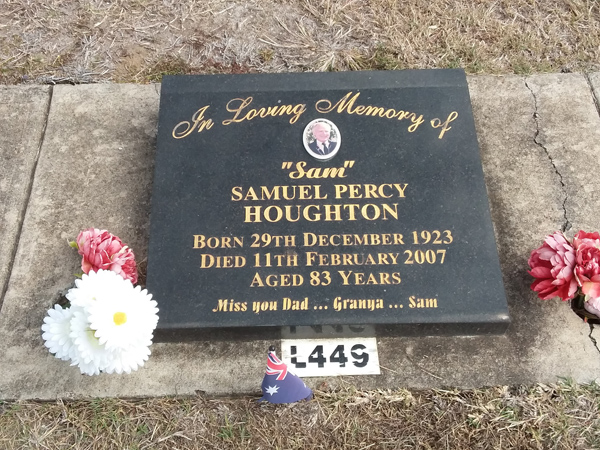 In Loving Memory of
"Sam"
SAMUEL PERCY
HOUGHTON
BORN 29TH DECEMBER 1923
DIED 11TH FEBRUARY 2007
AGED 83 YEARS
Miss you Dad ... Granya ... Sam
L449